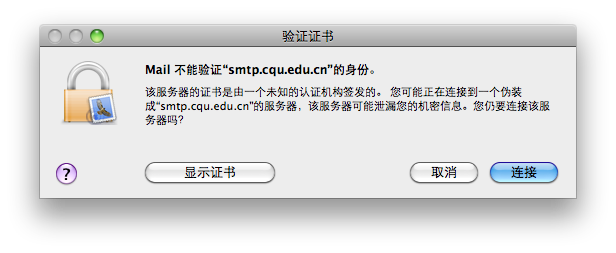 验证证书
Mail 不能验证“smtp.cqu.edu.cn”的身份。
该服务器的证书是由一个未知的认证机构签发的。 您可能正在连接到一个伪装
成“smtp.cqu.edu.cn”的服务器，该服务器可能泄漏您的机密信息。您仍要连接该服
务器吗?
?
显示证书
取消
连接